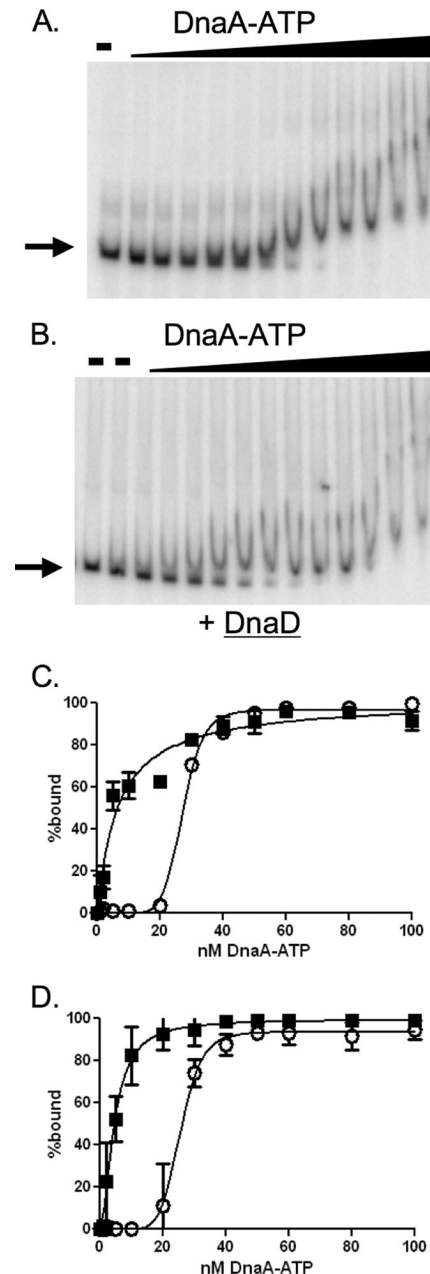 A.
DnaA-ATP
-
B.
DnaA-ATP
- -
+ DnaD
C.
100
80
60
40
20
0
%bound
0 20 40 60 80 100
nM DnaA-ATP
D.
100
80
60
40
20
0
%bound
0 20 40 60 80 100
nM DnaA-ATP